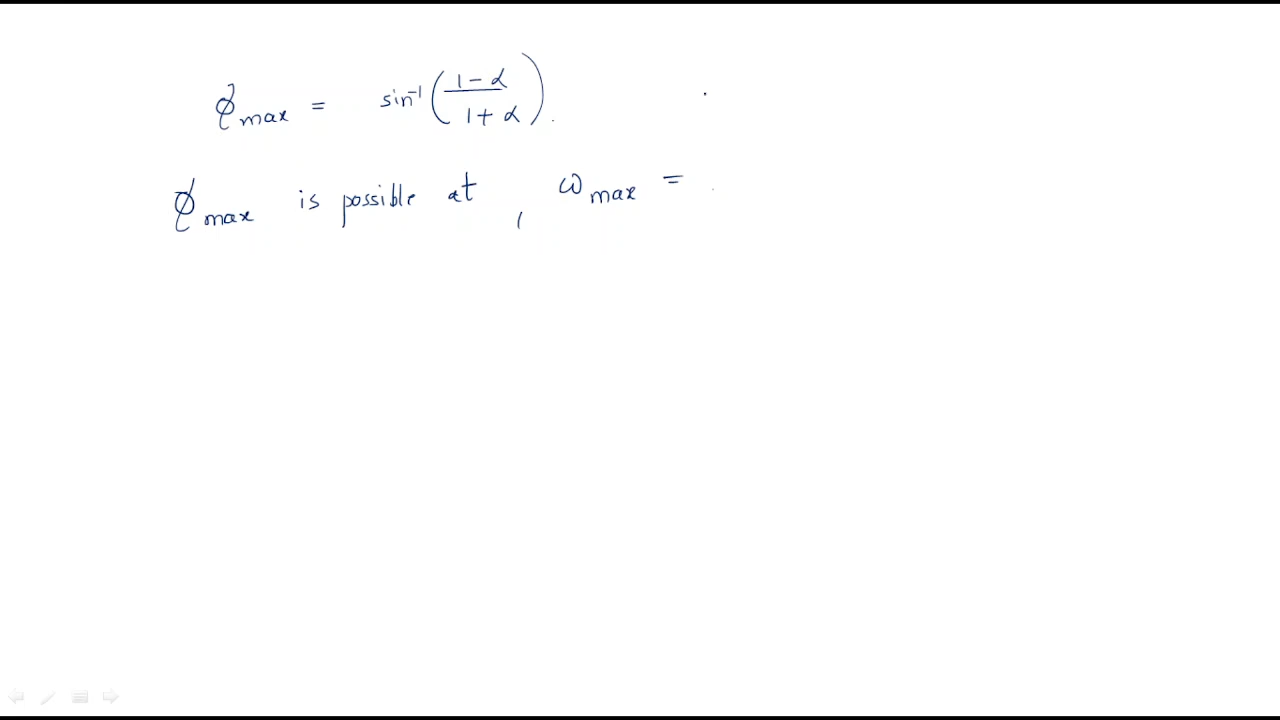 ϕmax = sin⁻¹(1-α / 1+α).
ϕmax is possible at , ωmax =